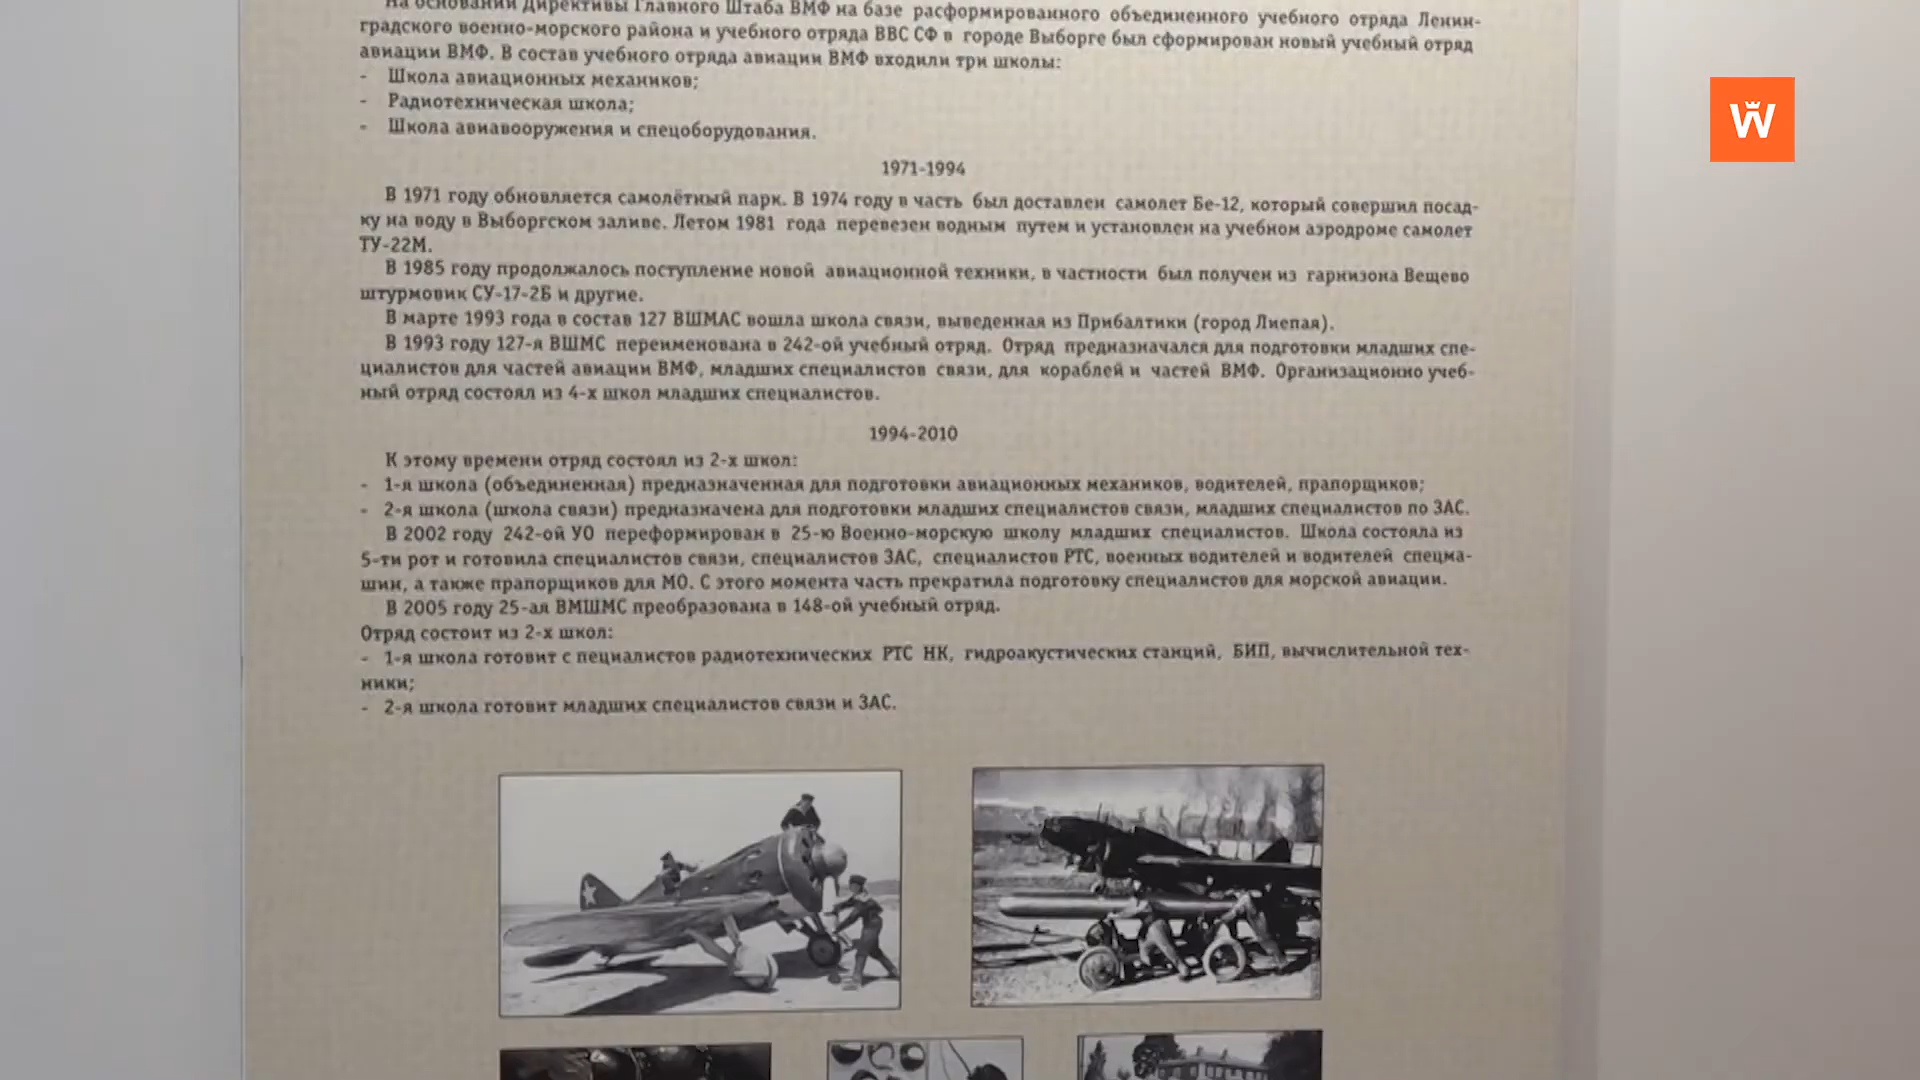 На основании Директивы Главного Штаба ВМФ на базе расформированного объединенного учебного отряда Ленин-
градского военно-морского района и учебного отряда ВВС СФ в городе Выборге был сформирован новый учебный отряд
авиации ВМФ. В состав учебного отряда авиации ВМФ входили три школы:
- Школа авиационных механиков;
- Радиотехническая школа;
- Школа авиавооружения и спецоборудования.
1971-1994
В 1971 году обновляется самолётный парк. В 1974 году в часть был доставлен самолет Бе-12, который совершил посад-
ку на воду в Выборгском заливе. Летом 1981 года перевезен водным путем и установлен на учебном аэродроме самолет
ТУ-22М.
В 1985 году продолжалось поступление новой авиационной техники, в частности был получен из гарнизона Вещево
штурмовик СУ-17-2Б и другие.
В марте 1993 года в состав 127 ВШМАС вошла школа связи, выведенная из Прибалтики (город Лиепая).
В 1993 году 127-я ВШМС переименована в 242-ой учебный отряд. Отряд предназначался для подготовки младших спе-
циалистов для частей авиации ВМФ, младших специалистов связи, для кораблей и частей ВМФ. Организационно учеб-
ный отряд состоял из 4-х школ младших специалистов.
1994-2010
К этому времени отряд состоял из 2-х школ:
- 1-я школа (объединенная) предназначенная для подготовки авиационных механиков, водителей, прапорщиков;
- 2-я школа (школа связи) предназначена для подготовки младших специалистов связи, младших специалистов по ЗАС.
В 2002 году 242-ой УО переформирован в 25-ю Военно-морскую школу младших специалистов. Школа состояла из
5-ти рот и готовила специалистов связи, специалистов ЗАС, специалистов РТС, военных водителей и водителей спецма-
шин, а также прапорщиков для МО. С этого момента часть прекратила подготовку специалистов для морской авиации.
В 2005 году 25-ая ВМШМС преобразована в 148-ой учебный отряд.
Отряд состоит из 2-х школ:
- 1-я школа готовит с пециалистов радиотехнических РТС НК, гидроакустических станций, БИП, вычислительной тех-
ники;
- 2-я школа готовит младших специалистов связи и ЗАС.
W